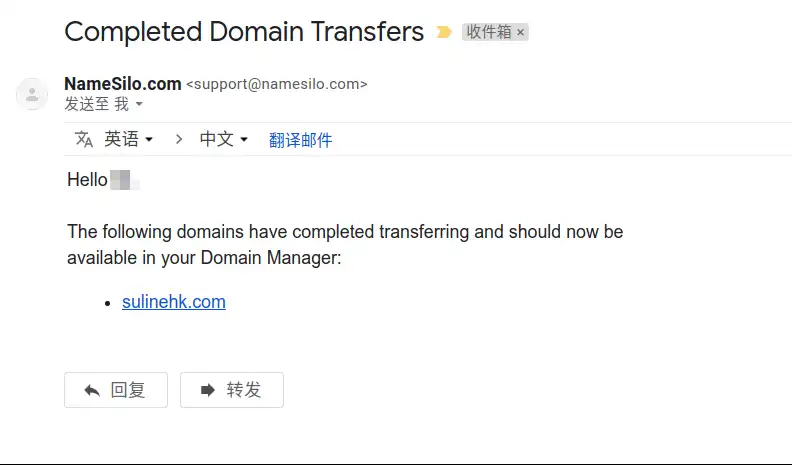 Completed Domain Transfers 收件箱 ×
NameSilo.com <support@namesilo.com>
发送至 我
英语 > 中文 翻译邮件
Hello
The following domains have completed transferring and should now be
available in your Domain Manager:
• sulinehk.com
回复 转发